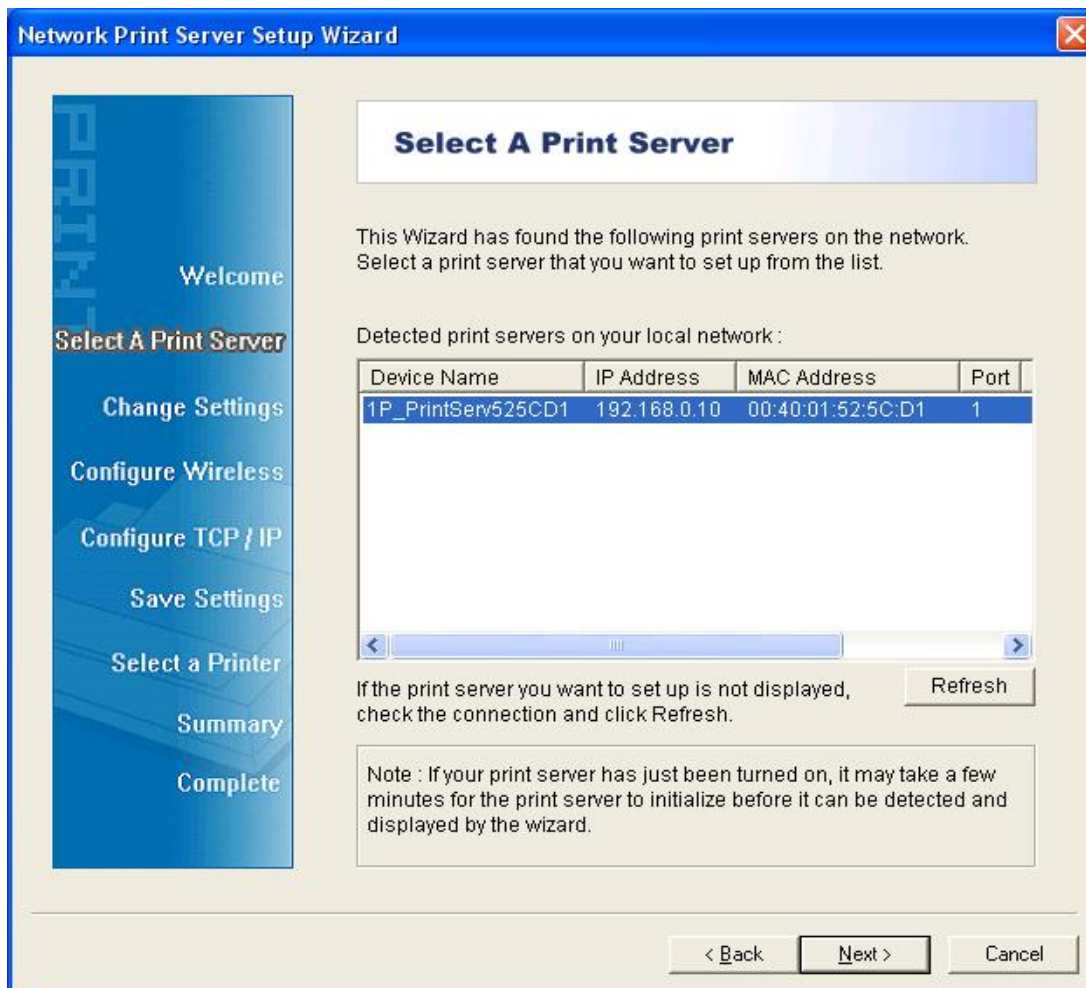 Network Print Server Setup Wizard
PRINT
Welcome
Select A Print Server
Change Settings
Configure Wireless
Configure TCP / IP
Save Settings
Select a Printer
Summary
Complete
Select A Print Server
This Wizard has found the following print servers on the network.
Select a print server that you want to set up from the list.
Detected print servers on your local network :
Device Name IP Address MAC Address Port
1P_PrintServ525CD1 192.168.0.10 00:40:01:52:5C:D1 1
If the print server you want to set up is not displayed,
check the connection and click Refresh.
Refresh
Note : If your print server has just been turned on, it may take a few
minutes for the print server to initialize before it can be detected and
displayed by the wizard.
< Back Next > Cancel